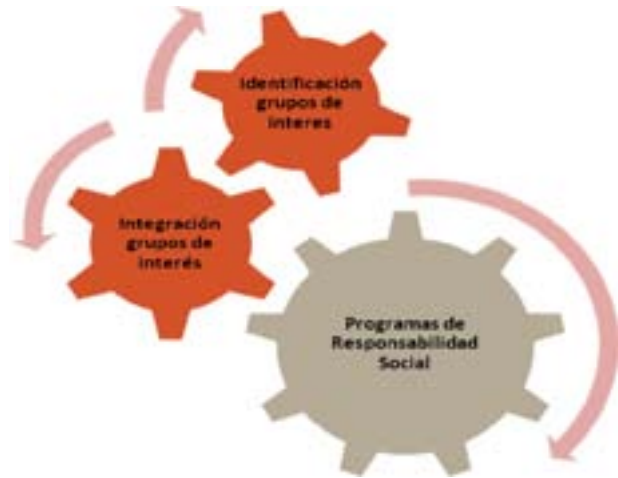 Identificación
grupos de
interes
Integración
grupos de
interés
Programas de
Responsabilidad
Social